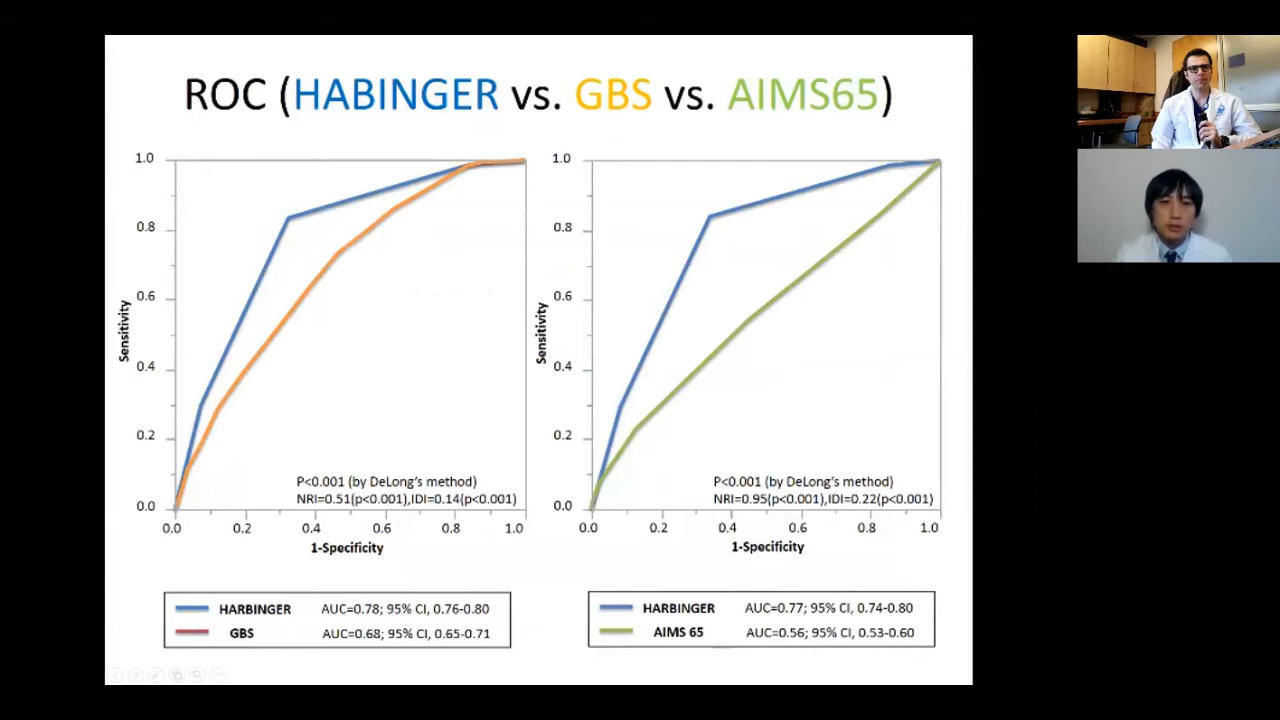 ROC (HABINGER vs. GBS vs. AIMS65)
1.0
0.8
0.6
0.4
0.2
0.0
Sensitivity
P<0.001 (by DeLong's method)
NRI=0.51(p<0.001),IDI=0.14(p<0.001)
0.0 0.2 0.4 0.6 0.8 1.0
1-Specificity
HARBINGER AUC=0.78; 95% CI, 0.76-0.80
GBS AUC=0.68; 95% CI, 0.65-0.71
1.0
0.8
0.6
0.4
0.2
0.0
Sensitivity
P<0.001 (by DeLong's method)
NRI=0.95(p<0.001),IDI=0.22(p<0.001)
0.0 0.2 0.4 0.6 0.8 1.0
1-Specificity
HARBINGER AUC=0.77; 95% CI, 0.74-0.80
AIMS 65 AUC=0.56; 95% CI, 0.53-0.60